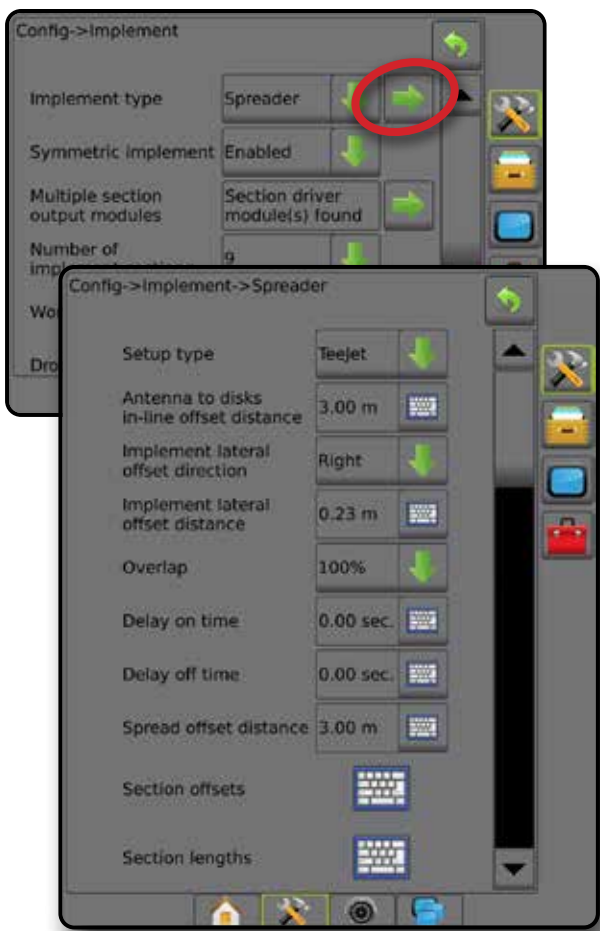 Config->Implement
Implement type
Spreader
Symmetric implement
Enabled
Multiple section
output modules
Section driver
module(s) found
Number of
9
Config->Implement->Spreader
Setup type
TeeJet
Antenna to disks
in-line offset distance
3.00 m
Implement lateral
offset direction
Right
Implement lateral
offset distance
0.23 m
Overlap
100%
Delay on time
0.00 sec.
Delay off time
0.00 sec.
Spread offset distance
3.00 m
Section offsets
Section lengths